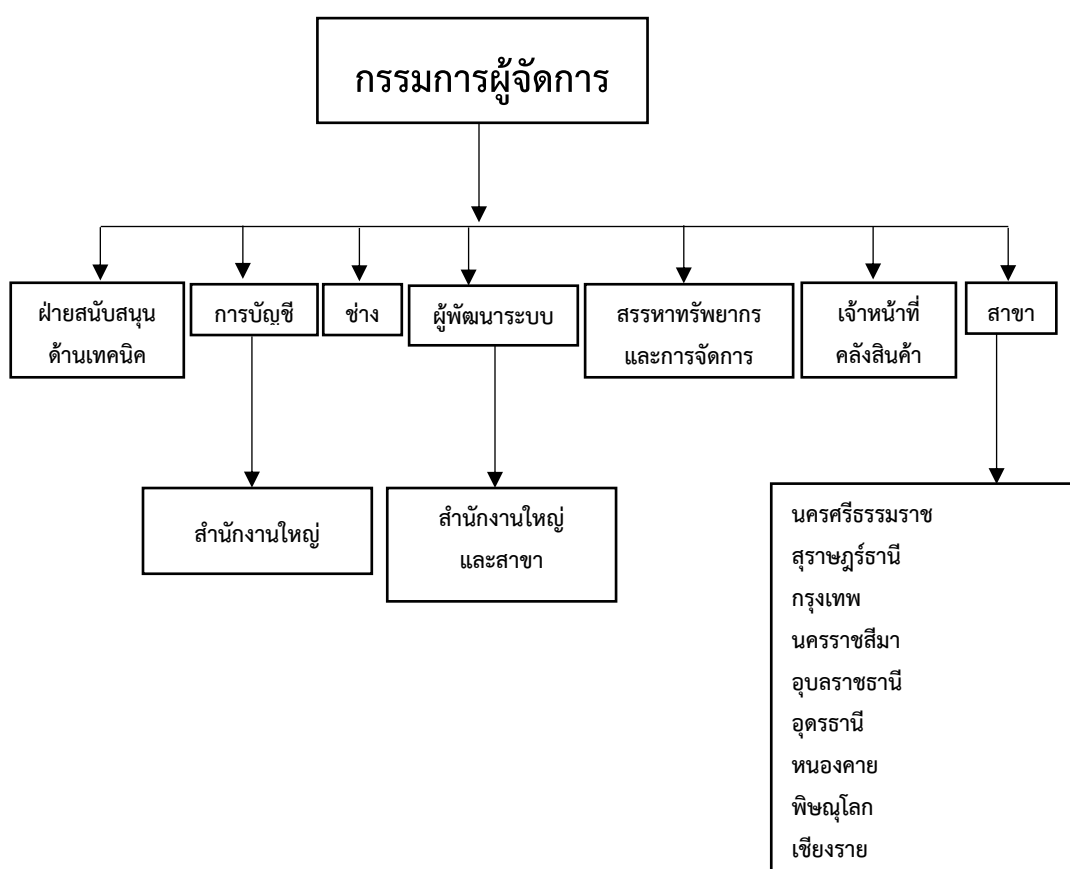 กรรมการผู้จัดการ
ฝ่ายสนับสนุน
ด้านเทคนิค
การบัญชี
ช่าง
ผู้พัฒนาระบบ
สรรหาทรัพยากร
และการจัดการ
เจ้าหน้าที่
คลังสินค้า
สาขา
สำนักงานใหญ่
สำนักงานใหญ่
และสาขา
นครศรีธรรมราช
สุราษฎร์ธานี
กรุงเทพ
นครราชสีมา
อุบลราชธานี
อุดรธานี
หนองคาย
พิษณุโลก
เชียงราย